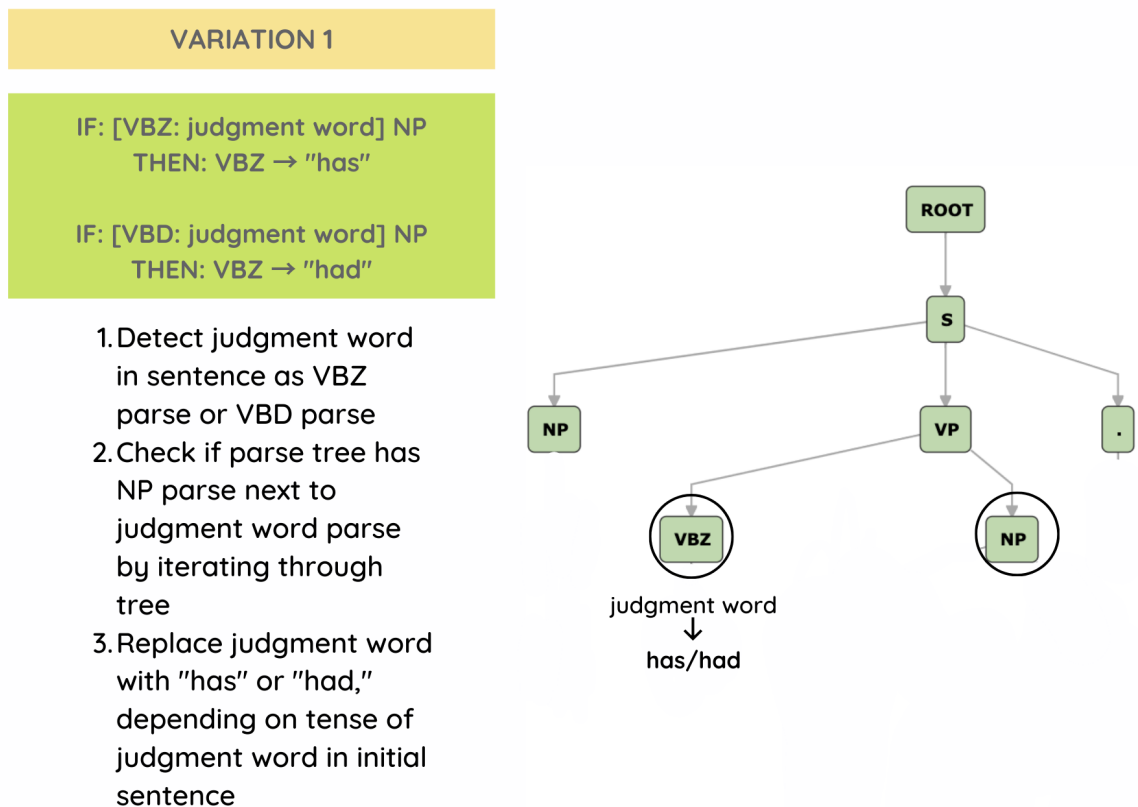 VARIATION 1
IF: [VBZ: judgment word] NP
THEN: VBZ → "has"
IF: [VBD: judgment word] NP
THEN: VBZ → "had"
1. Detect judgment word
in sentence as VBZ
parse or VBD parse
2. Check if parse tree has
NP parse next to
judgment word parse
by iterating through
tree
3. Replace judgment word
with "has" or "had,"
depending on tense of
judgment word in initial
sentence
ROOT
S
NP
VP
.
VBZ
NP
judgment word
↓
has/had